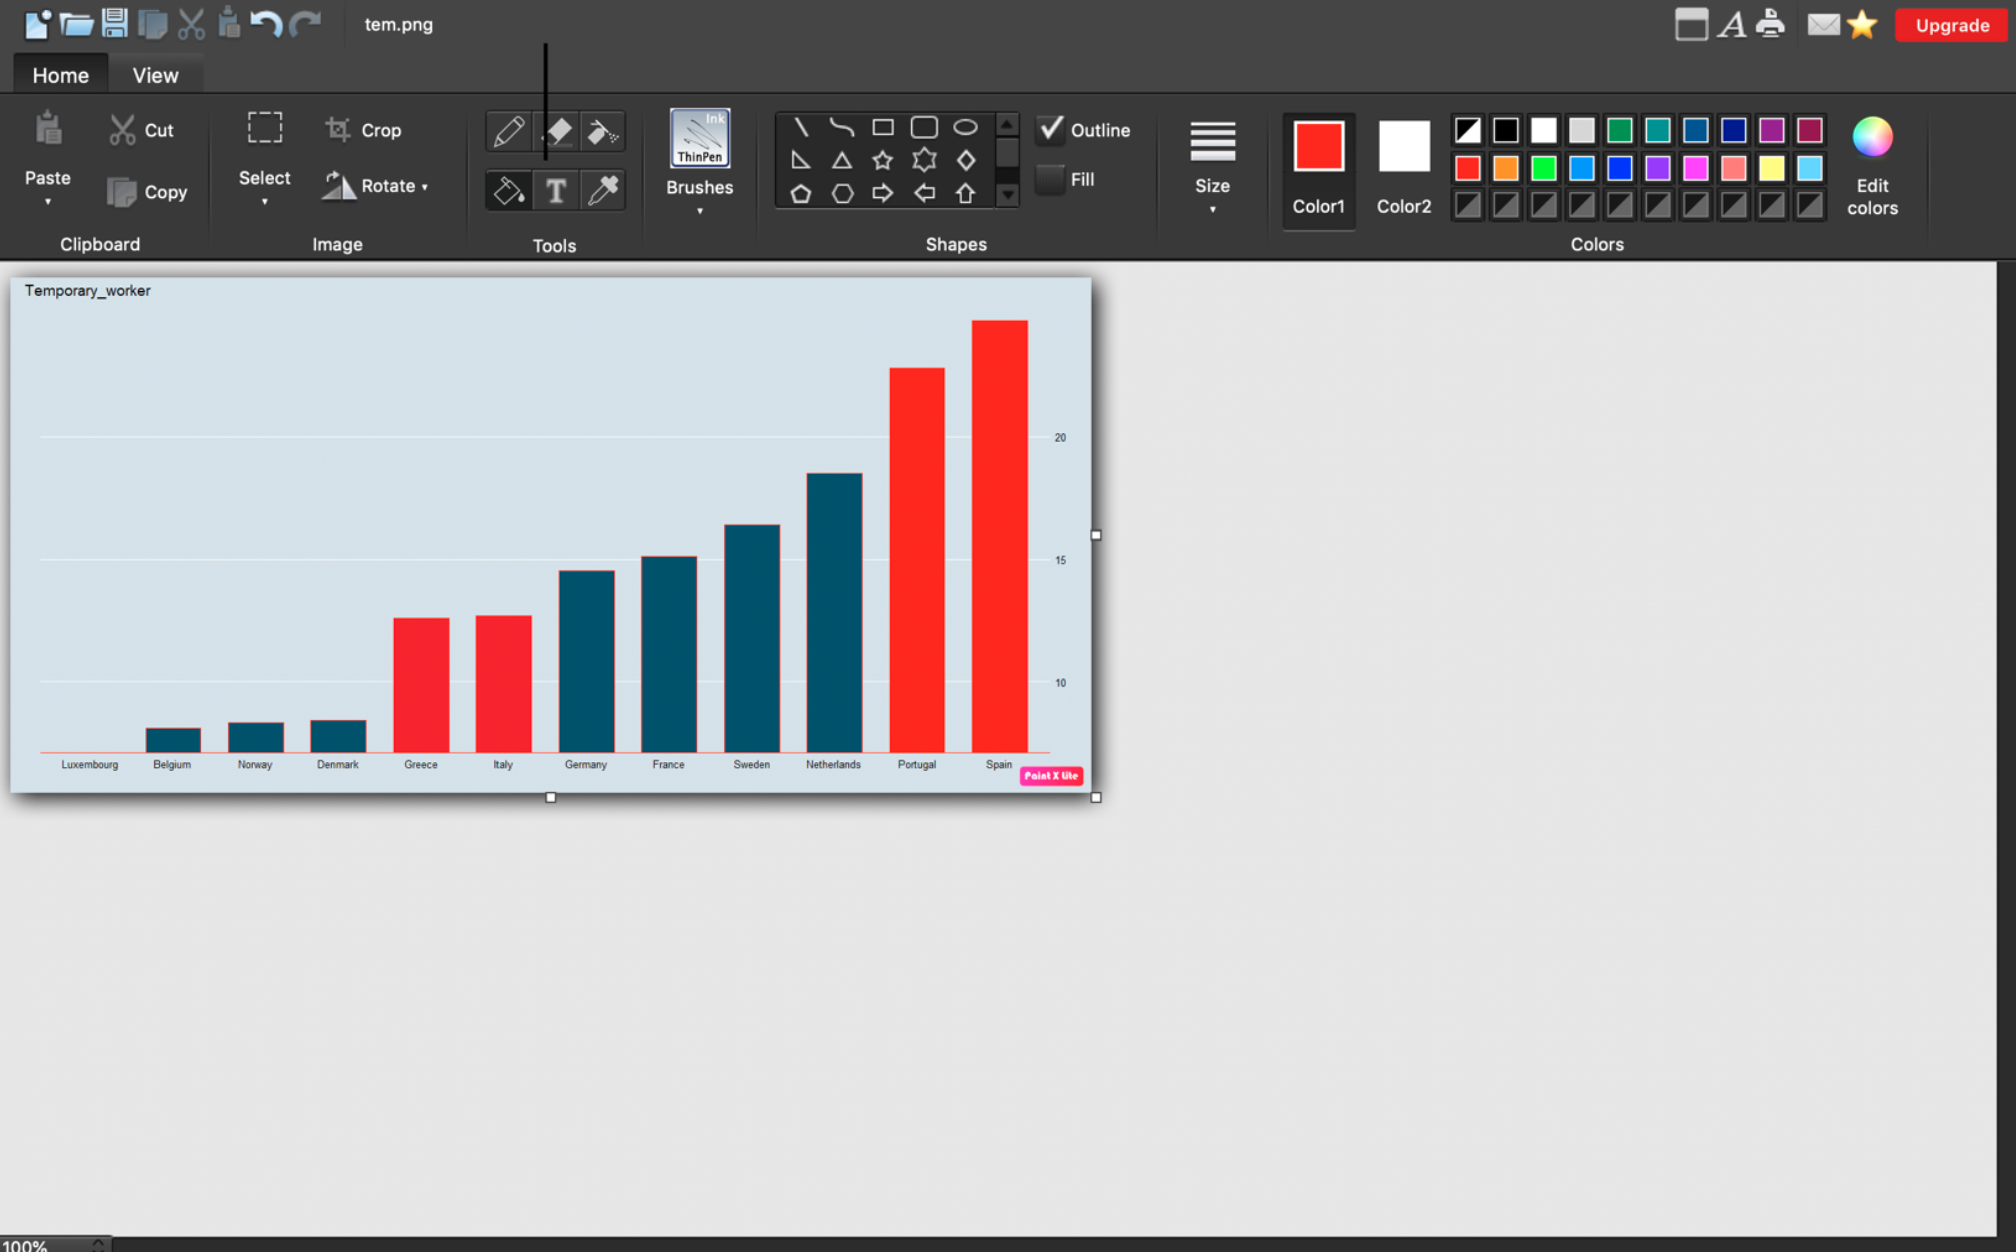 tem.png
Upgrade
Home View
Paste
Cut
Copy
Clipboard
Select
Crop
Rotate
Image
T
Tools
Ink
ThinPen
Brushes
Shapes
Outline
Fill
Size
Color1
Color2
Colors
Edit
colors
Temporary_worker
20
15
10
Luxembourg Belgium Norway Denmark Greece Italy Germany France Sweden Netherlands Portugal Spain
Paint X Lite
100%